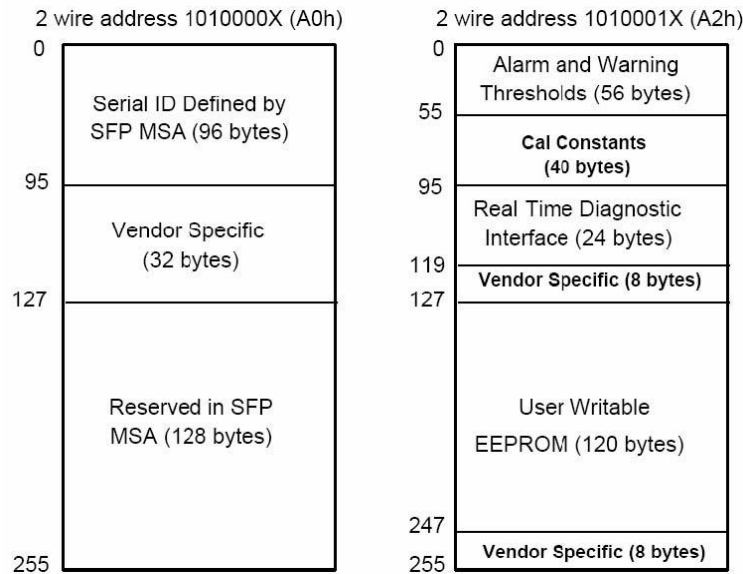 2 wire address 1010000X (A0h)
0
Serial ID Defined by
SFP MSA (96 bytes)
95
Vendor Specific
(32 bytes)
127
Reserved in SFP
MSA (128 bytes)
255
2 wire address 1010001X (A2h)
0
Alarm and Warning
Thresholds (56 bytes)
55
Cal Constants
(40 bytes)
95
Real Time Diagnostic
Interface (24 bytes)
119
Vendor Specific (8 bytes)
127
User Writable
EEPROM (120 bytes)
247
Vendor Specific (8 bytes)
255